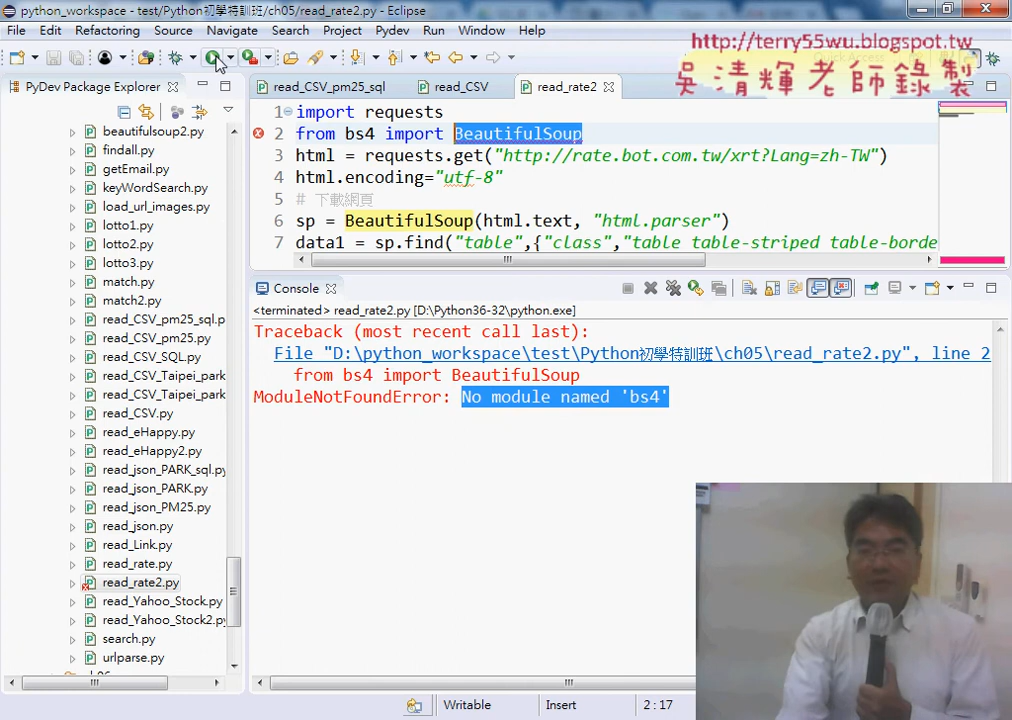 python_workspace - test/Python初學特訓班/ch05/read_rate2.py - Eclipse
File Edit Refactoring Source Navigate Search Project Pydev Run Window Help
http://terry55wu.blogspot.tw
Quick Access
吳清輝老師錄製
PyDev Package Explorer
read_CSV_pm25_sql
read_CSV
read_rate2
beautifulsoup2.py
findall.py
getEmail.py
keyWordSearch.py
load_url_images.py
lotto1.py
lotto2.py
lotto3.py
match.py
match2.py
read_CSV_pm25_sql.p
read_CSV_pm25.py
read_CSV_SQL.py
read_CSV_Taipei_park
read_CSV_Taipei_park
read_CSV.py
read_eHappy.py
read_eHappy2.py
read_json_PARK_sql.py
read_json_PARK.py
read_json_PM25.py
read_json.py
read_Link.py
read_rate.py
read_rate2.py
read_Yahoo_Stock.py
read_Yahoo_Stock2.py
search.py
urlparse.py
1 import requests
2 from bs4 import BeautifulSoup
3 html = requests.get("http://rate.bot.com.tw/xrt?Lang=zh-TW")
4 html.encoding="utf-8"
5 # 下載網頁
6 sp = BeautifulSoup(html.text, "html.parser")
7 data1 = sp.find("table",{"class","table table-striped table-borde
Console
<terminated> read_rate2.py [D:\Python36-32\python.exe]
Traceback (most recent call last):
File "D:\python_workspace\test\Python初學特訓班\ch05\read_rate2.py", line 2
from bs4 import BeautifulSoup
ModuleNotFoundError: No module named 'bs4'
Writable Insert 2:17